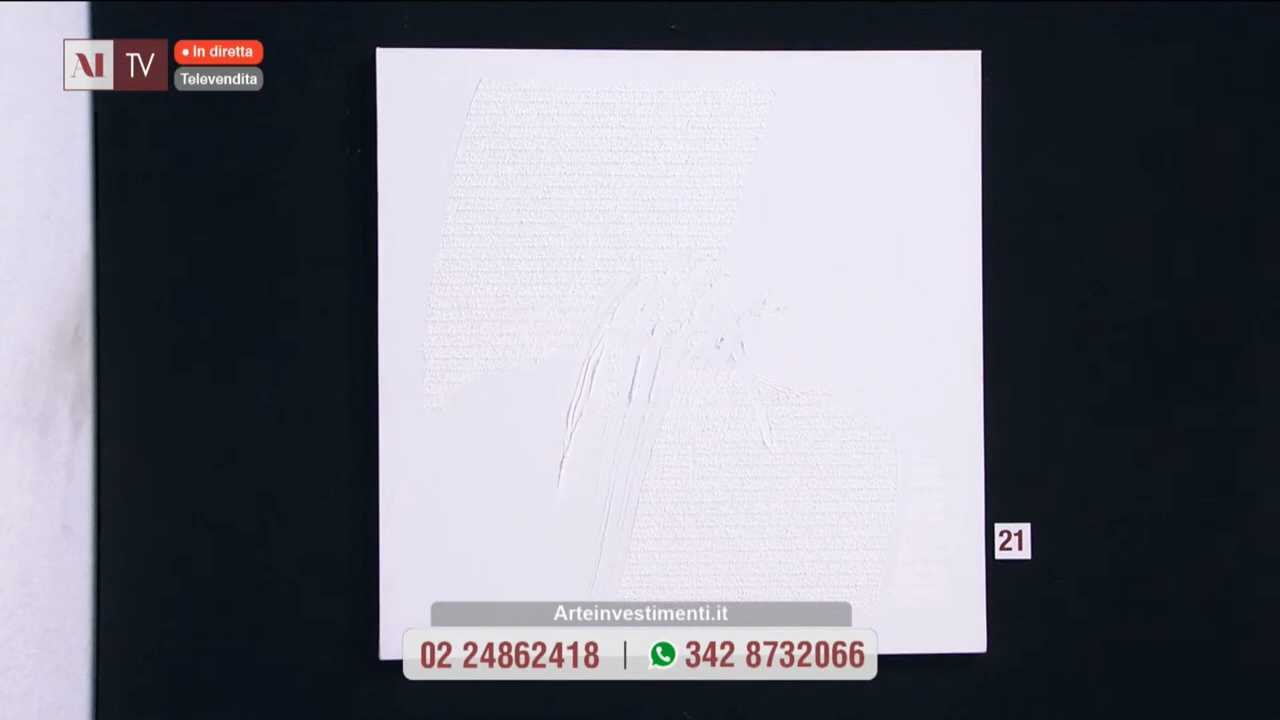 AI TV
In diretta
Televendita
21
Arteinvestimenti.it
02 24862418 | 342 8732066